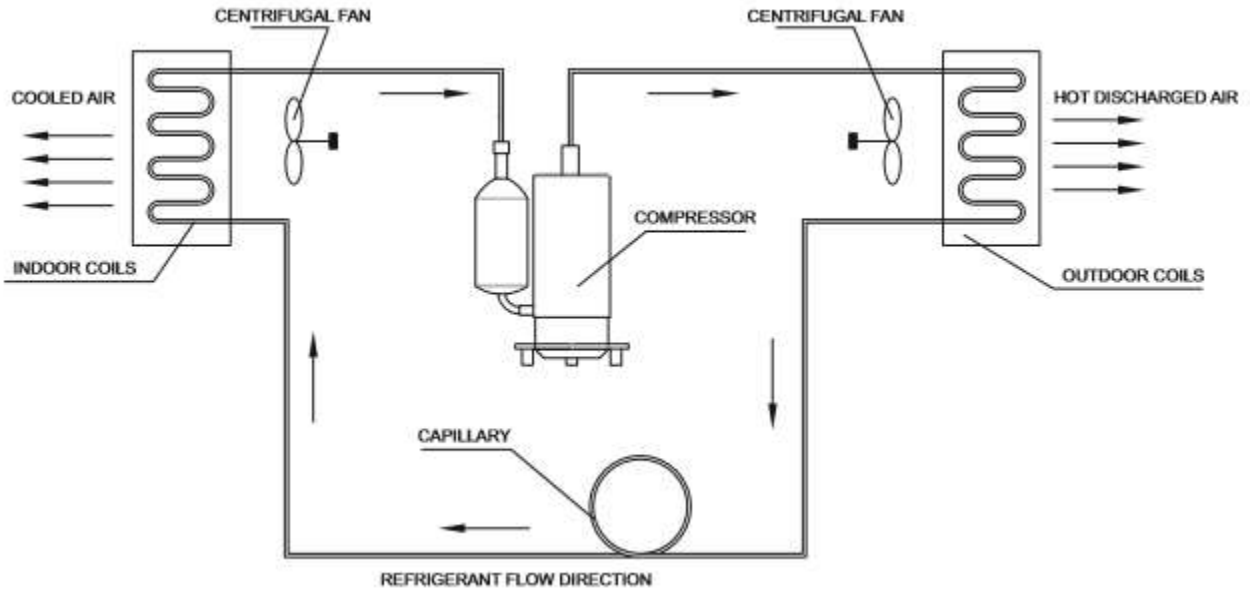 CENTRIFUGAL FAN
CENTRIFUGAL FAN
COOLED AIR
HOT DISCHARGED AIR
COMPRESSOR
INDOOR COILS
OUTDOOR COILS
CAPILLARY
REFRIGERANT FLOW DIRECTION